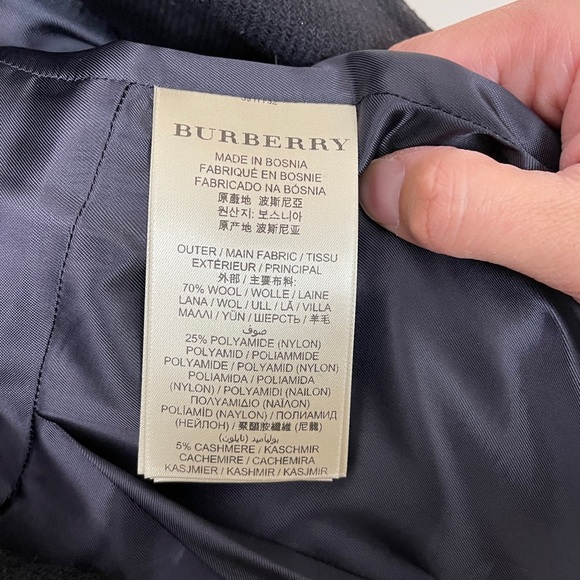 BURBERRY
MADE IN BOSNIA
FABRIQUÉ EN BOSNIE
FABRICADO NA BÓSNIA
原產地 波斯尼亞
원산지: 보스니아
原产地 波斯尼亚
OUTER / MAIN FABRIC / TISSU
EXTÉRIEUR / PRINCIPAL
外部 / 主要布料:
70% WOOL / WOLLE / LAINE
LANA / WOL / ULL / LÃ / VILLA
ΜΑΛΛΙ / YÜN / ШЕРСТЬ / 羊毛
صوف
25% POLYAMIDE (NYLON)
POLYAMID / POLIAMMIDE
POLYAMIDE / POLYAMID (NYLON)
POLIAMIDA / POLIAMIDA
(NYLON) / POLYAMIDI (NAILON)
ΠΟΛΥΑΜΙΔΙΟ (ΝΑΪΛΟΝ)
POLİAMİD (NAYLON) / ПОЛИАМИД
(НЕЙЛОН) / 聚醯胺纖維 (尼龍)
بولياميد (نايلون)
5% CASHMERE / KASCHMIR
CACHEMIRE / CACHEMIRA
KASJMIER / KASHMIR / KAŞMİR